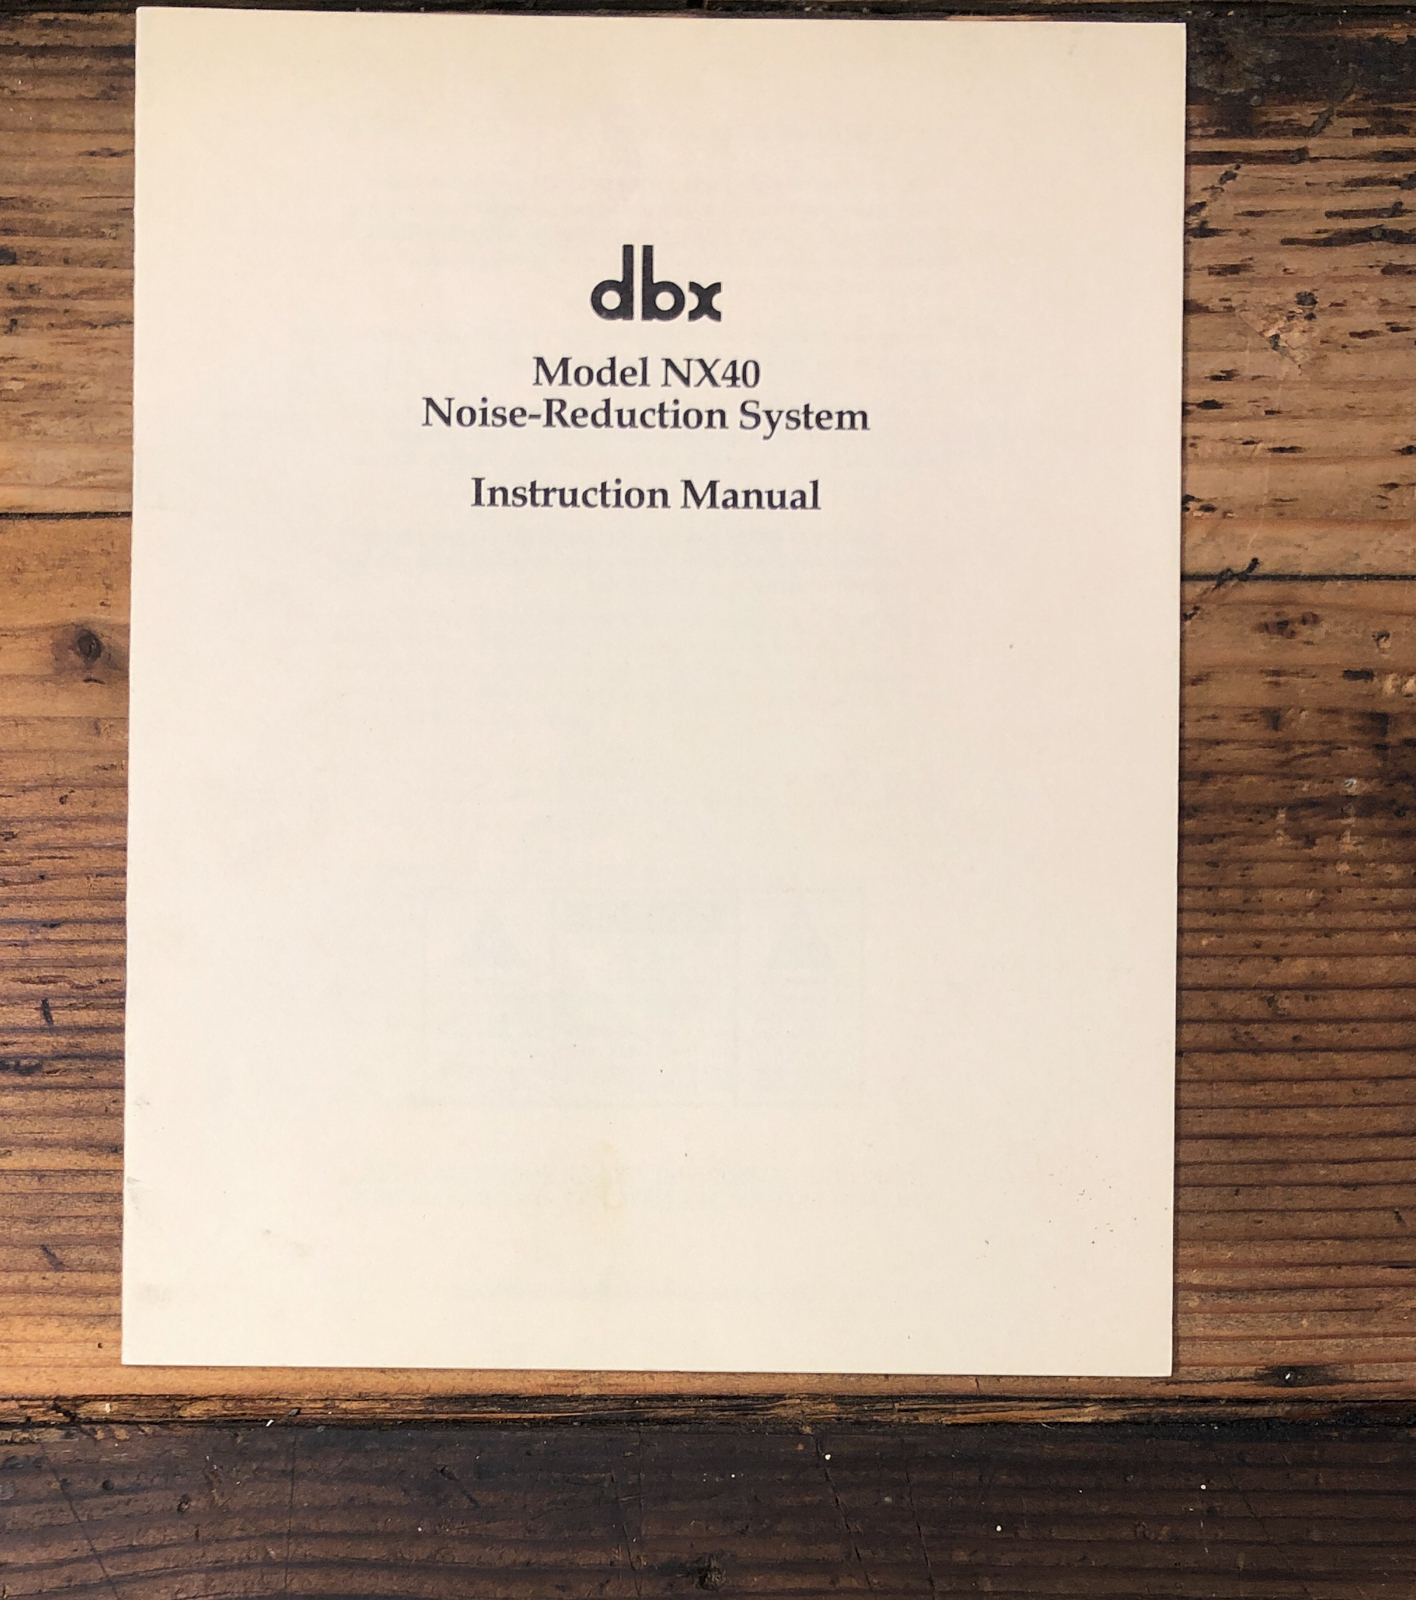 dbx
Model NX40
Noise-Reduction System
Instruction Manual